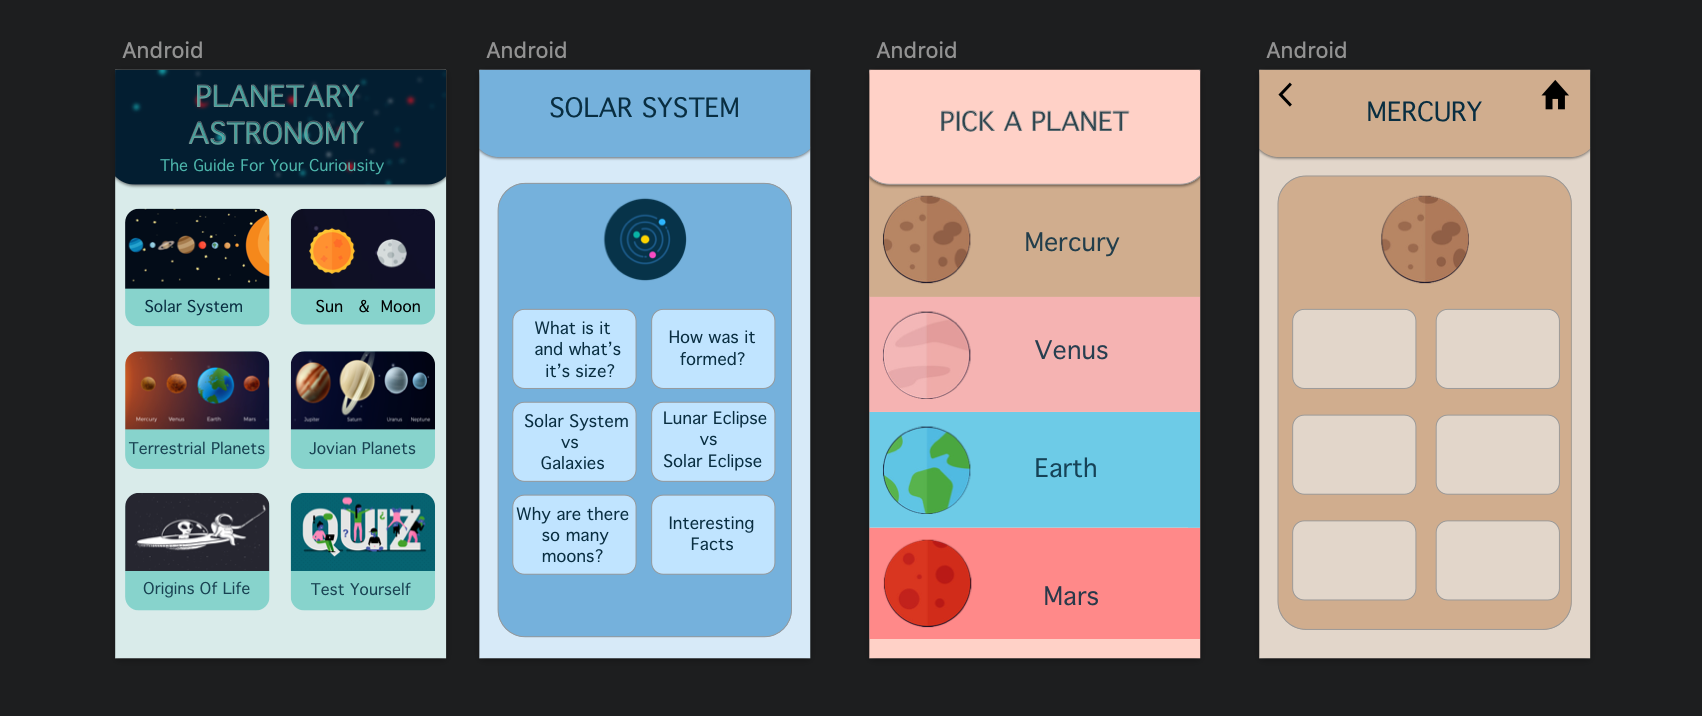 Android
PLANETARY
ASTRONOMY
The Guide For Your Curiousity
Solar System
Sun & Moon
Mercury
Venus
Earth
Mars
Jupiter
Saturn
Uranus
Neptune
Terrestrial Planets
Jovian Planets
QUIZ
Origins Of Life
Test Yourself
Android
SOLAR SYSTEM
What is it
and what's
it's size?
How was it
formed?
Solar System
vs
Galaxies
Lunar Eclipse
vs
Solar Eclipse
Why are there
so many
moons?
Interesting
Facts
Android
PICK A PLANET
Mercury
Venus
Earth
Mars
Android
MERCURY